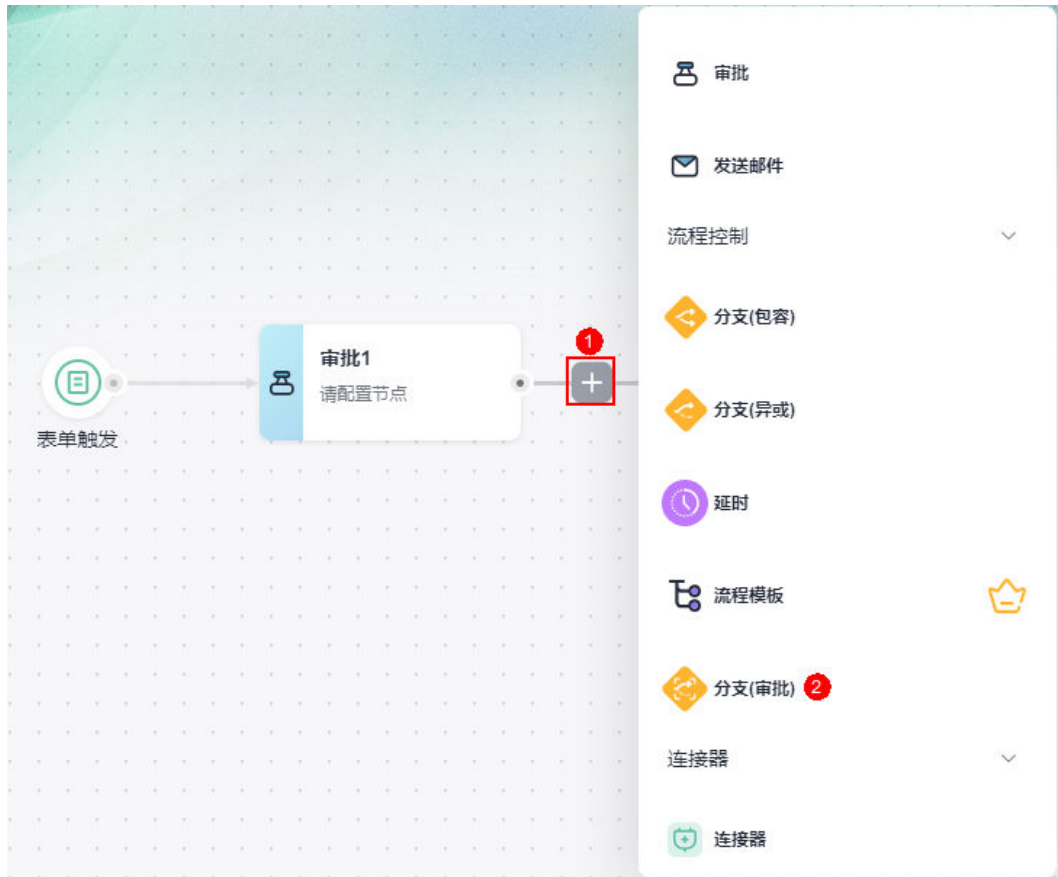 审批
发送邮件
流程控制
分支(包容)
1
审批1
请配置节点
表单触发
分支(异或)
延时
流程模板
分支(审批) 2
连接器
连接器